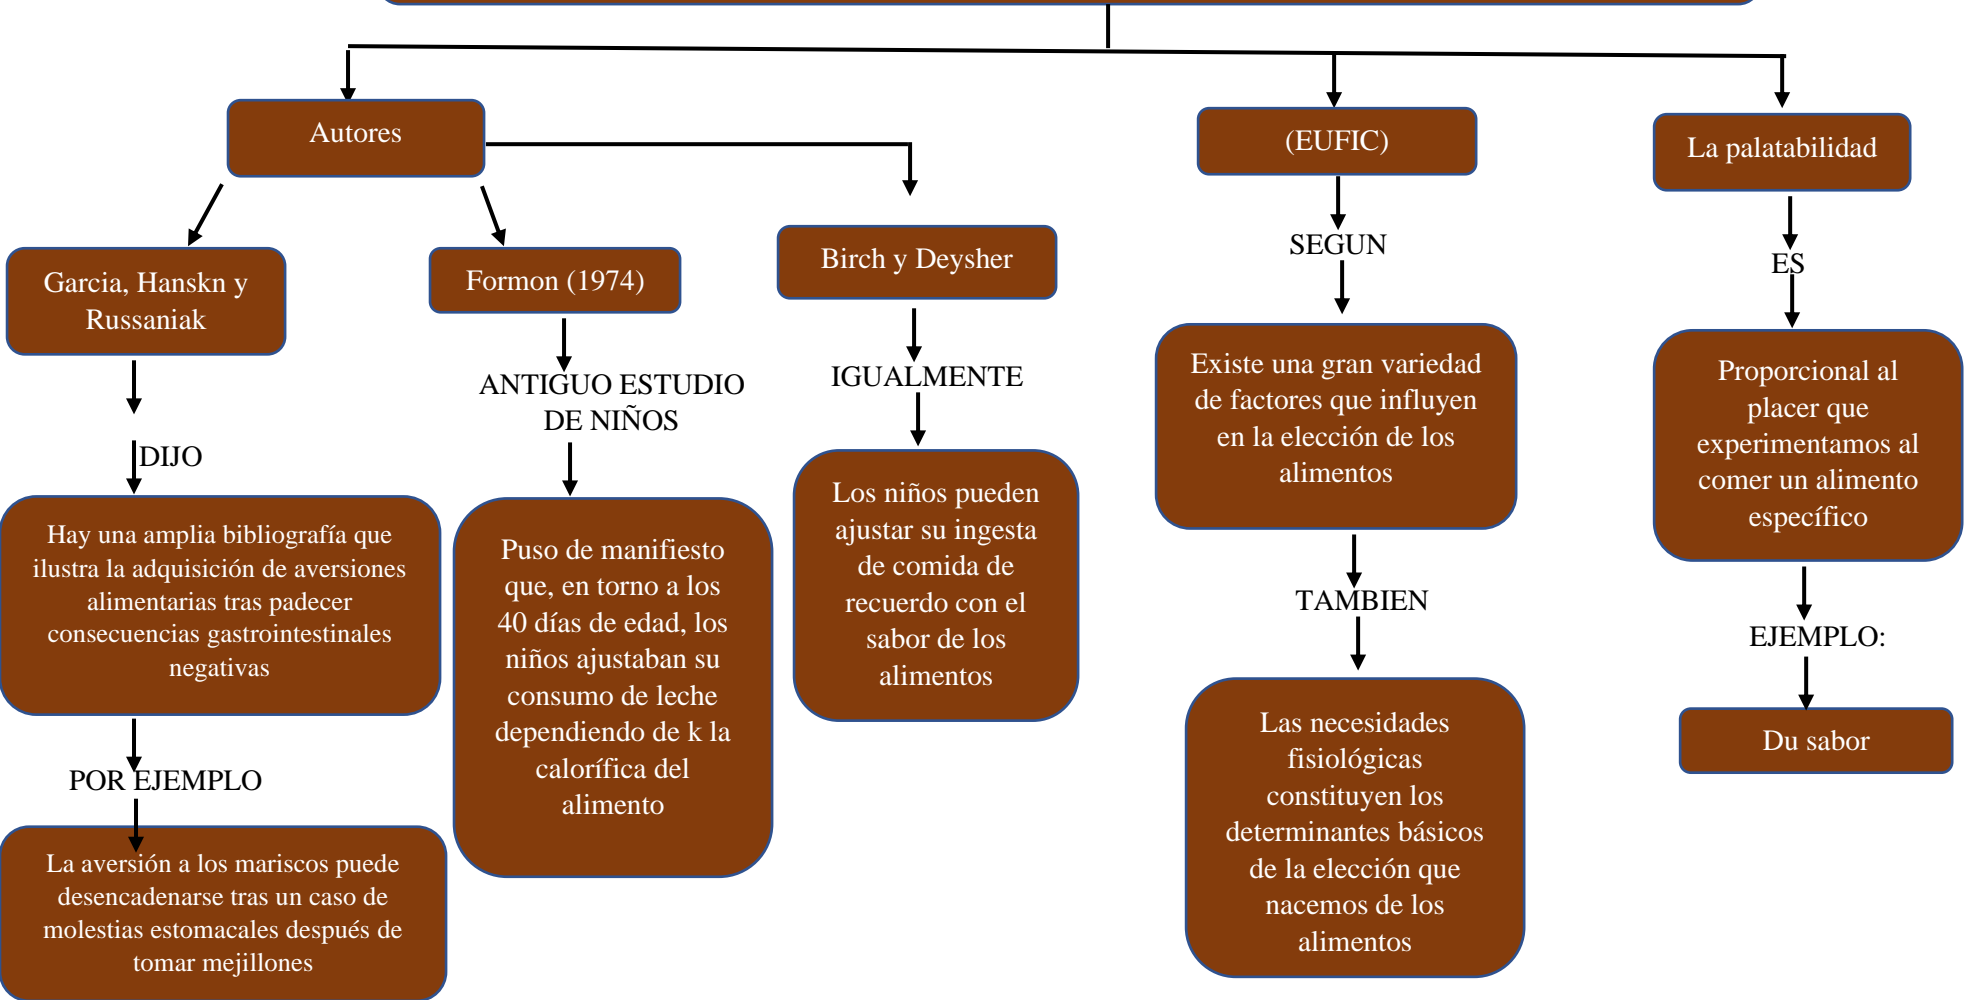 Autores
Garcia, Hanskn y
Russaniak
DIJO
Hay una amplia bibliografía que
ilustra la adquisición de aversiones
alimentarias tras padecer
consecuencias gastrointestinales
negativas
POR EJEMPLO
La aversión a los mariscos puede
desencadenarse tras un caso de
molestias estomacales después de
tomar mejillones
Formon (1974)
ANTIGUO ESTUDIO
DE NIÑOS
Puso de manifiesto
que, en torno a los
40 días de edad, los
niños ajustaban su
consumo de leche
dependiendo de k la
calorífica del
alimento
Birch y Deysher
IGUALMENTE
Los niños pueden
ajustar su ingesta
de comida de
recuerdo con el
sabor de los
alimentos
(EUFIC)
SEGUN
Existe una gran variedad
de factores que influyen
en la elección de los
alimentos
TAMBIEN
Las necesidades
fisiológicas
constituyen los
determinantes básicos
de la elección que
nacemos de los
alimentos
La palatabilidad
ES
Proporcional al
placer que
experimentamos al
comer un alimento
específico
EJEMPLO:
Du sabor